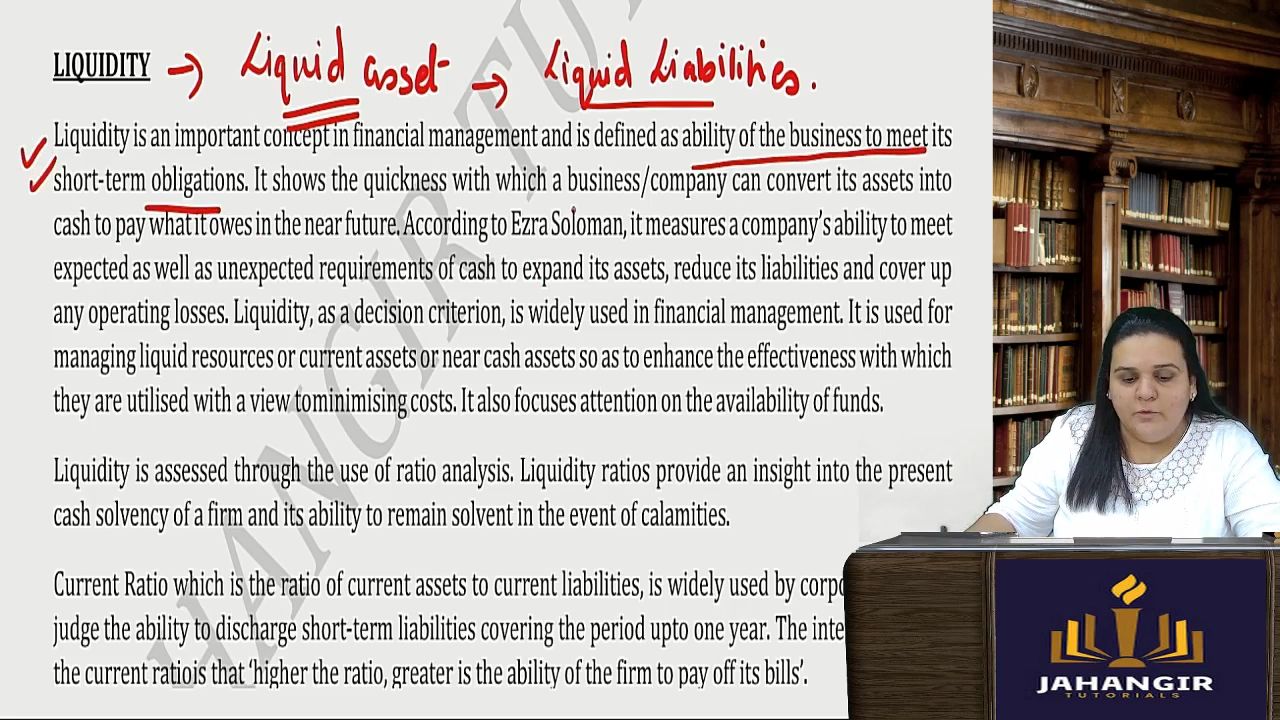 LIQUIDITY → Liquid asset → Liquid Liabilities.
Liquidity is an important concept in financial management and is defined as ability of the business to meet its
short-term obligations. It shows the quickness with which a business/company can convert its assets into
cash to pay what it owes in the near future. According to Ezra Soloman, it measures a company's ability to meet
expected as well as unexpected requirements of cash to expand its assets, reduce its liabilities and cover up
any operating losses. Liquidity, as a decision criterion, is widely used in financial management. It is used for
managing liquid resources or current assets or near cash assets so as to enhance the effectiveness with which
they are utilised with a view tominimising costs. It also focuses attention on the availability of funds.
Liquidity is assessed through the use of ratio analysis. Liquidity ratios provide an insight into the present
cash solvency of a firm and its ability to remain solvent in the event of calamities.
Current Ratio which is the ratio of current assets to current liabilities, is widely used by
judge the ability to discharge short-term liabilities covering the period upto one year. The
the current ratiois that 'higher the ratio, greater is the ability of the firm to pay off its bills'.
JAHANGIR
TUTORIALS